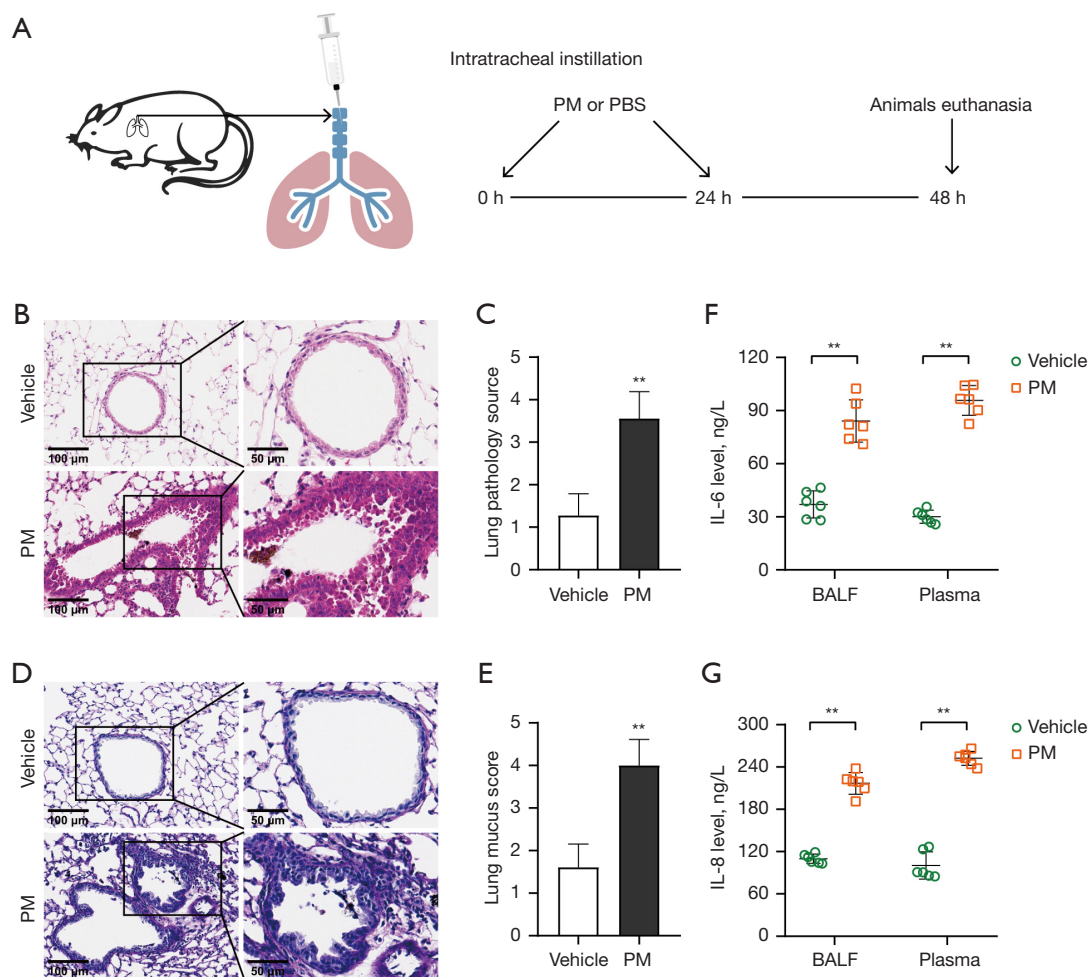 A
Intratracheal instillation
PM or PBS
Animals euthanasia
0 h
24 h
48 h
B
Vehicle
100 μm
50 μm
PM
100 μm
50 μm
C
Lung pathology source
5
4
3
2
1
0
**
Vehicle
PM
F
IL-6 level, ng/L
120
90
60
30
0
**
**
Vehicle
PM
BALF
Plasma
D
Vehicle
100 μm
50 μm
PM
100 μm
50 μm
E
Lung mucus score
5
4
3
2
1
0
**
Vehicle
PM
G
IL-8 level, ng/L
300
240
180
120
60
0
**
**
Vehicle
PM
BALF
Plasma